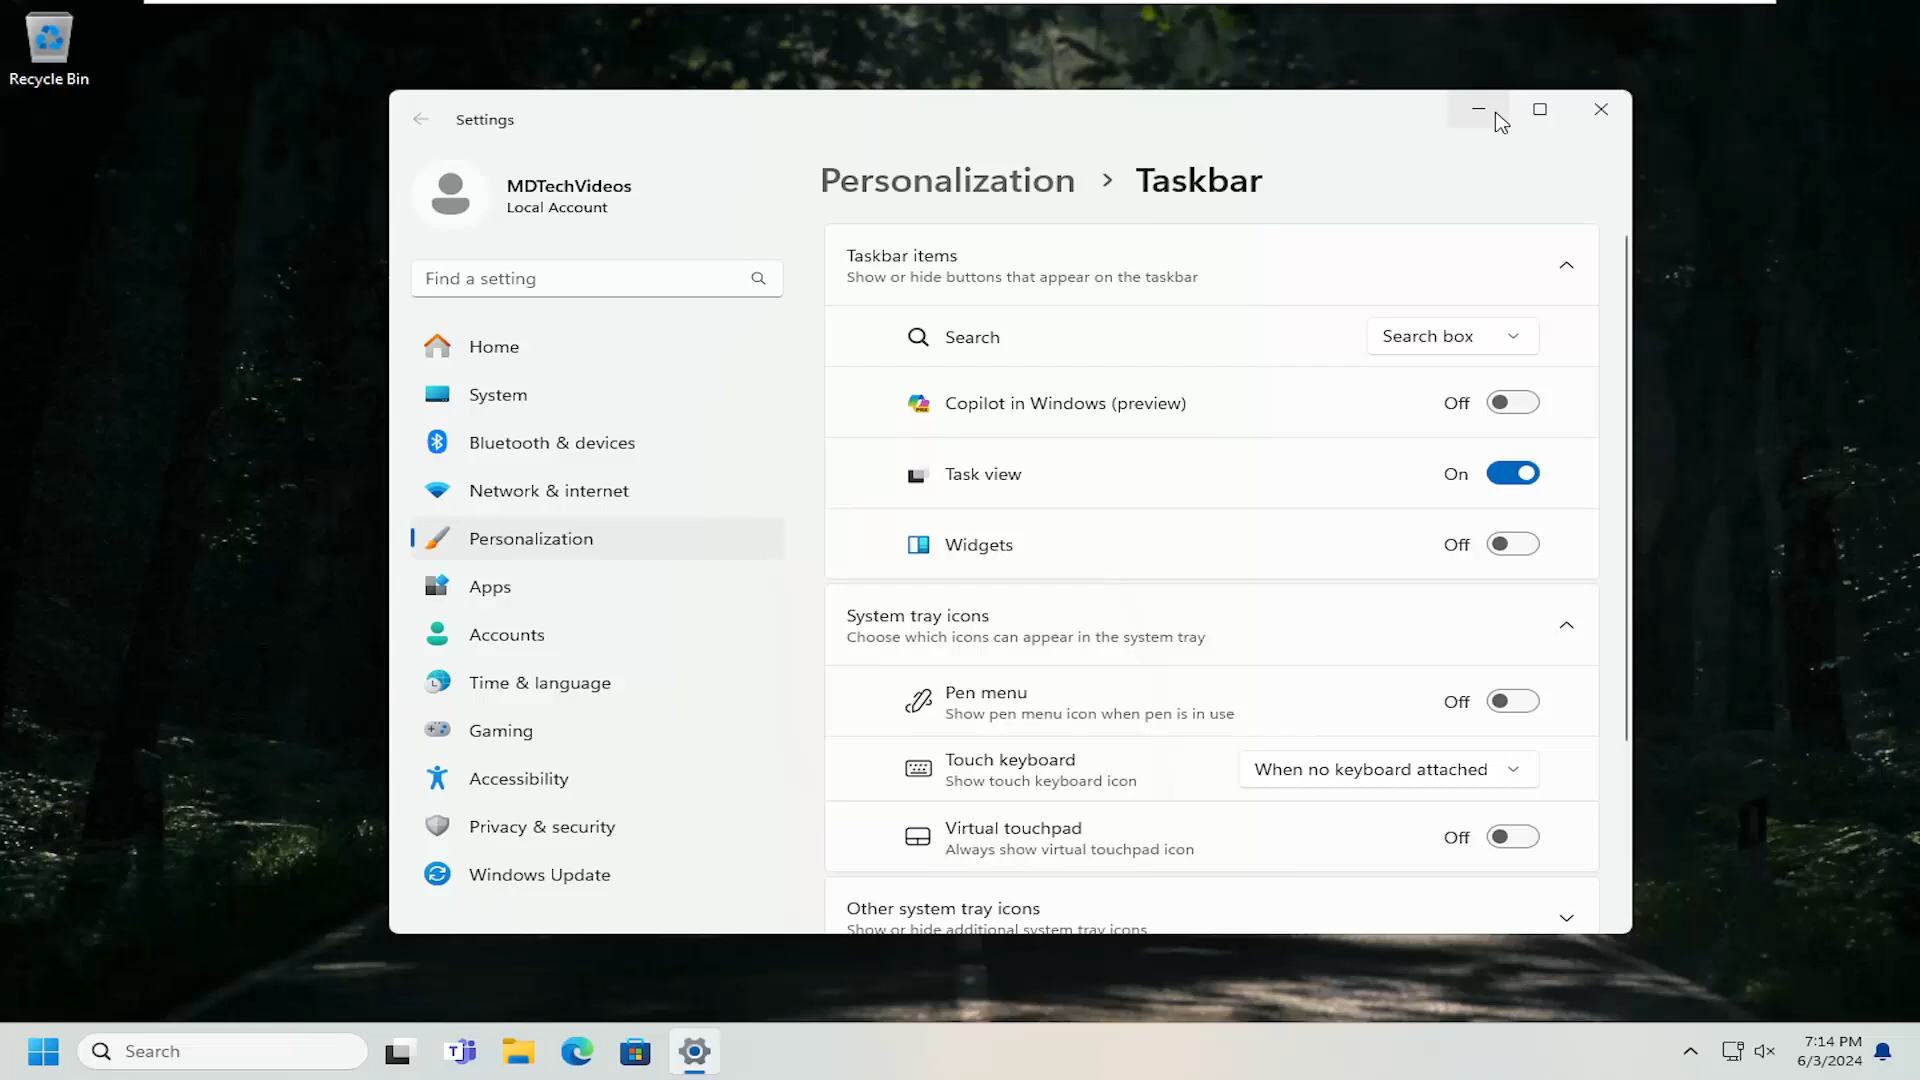 Recycle Bin
Settings
MDTechVideos
Local Account
Find a setting
Home
System
Bluetooth & devices
Network & internet
Personalization
Apps
Accounts
Time & language
Gaming
Accessibility
Privacy & security
Windows Update
Personalization > Taskbar
Taskbar items
Show or hide buttons that appear on the taskbar
Search
Search box
Copilot in Windows (preview)
Off
Task view
On
Widgets
Off
System tray icons
Choose which icons can appear in the system tray
Pen menu
Show pen menu icon when pen is in use
Off
Touch keyboard
Show touch keyboard icon
When no keyboard attached
Virtual touchpad
Always show virtual touchpad icon
Off
Other system tray icons
Show or hide additional system tray icons
Search
7:14 PM
6/3/2024